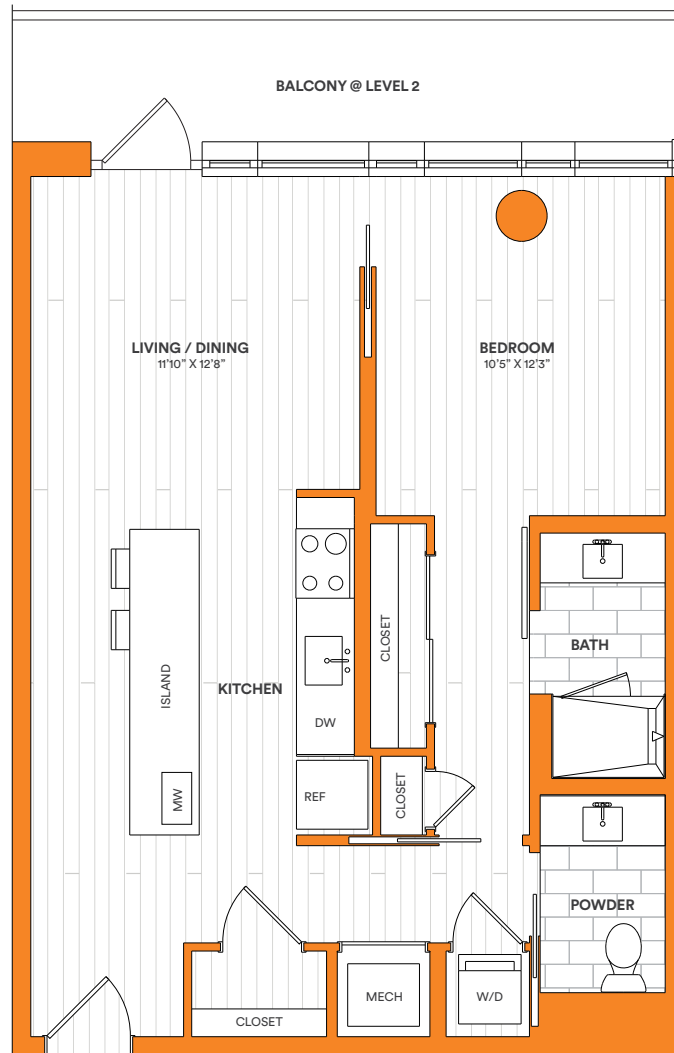 BALCONY @ LEVEL 2
LIVING / DINING
11'10" X 12'8"
BEDROOM
10'5" X 12'3"
CLOSET
BATH
ISLAND
KITCHEN
DW
MW
REF
CLOSET
POWDER
MECH
W/D
CLOSET